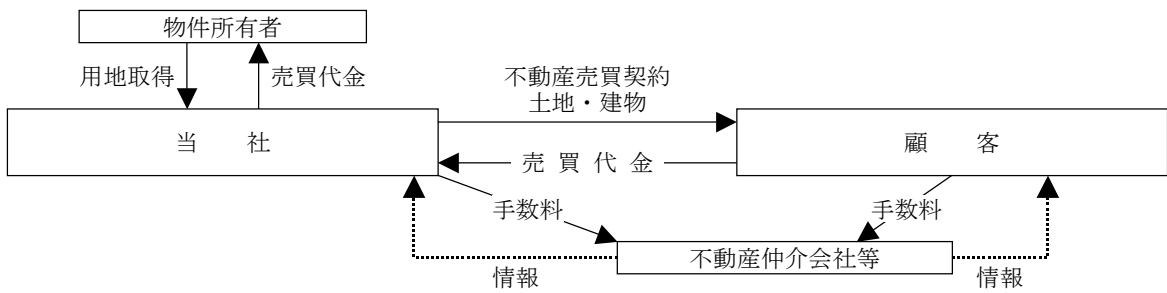 物件所有者
用地取得
売買代金
不動産売買契約
土地・建物
当 社
顧 客
売 買 代 金
手数料
手数料
不動産仲介会社等
情報
情報